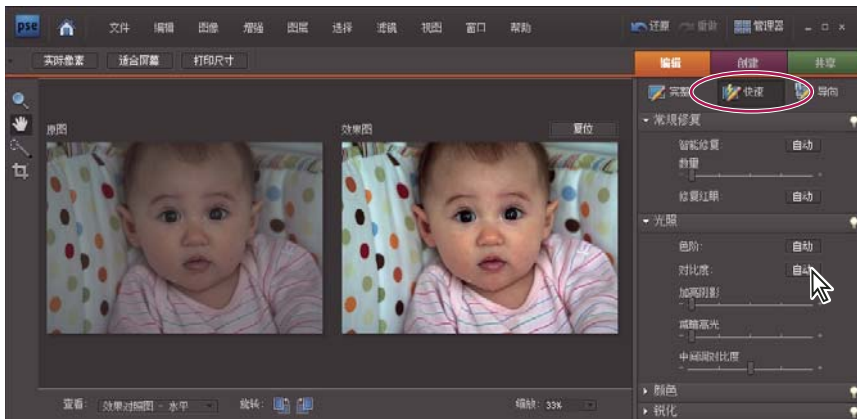 pse 文件 编辑 图像 增强 图层 选择 滤镜 视图 窗口 帮助 还原 重做 管理器
实际像素 适合屏幕 打印尺寸 编辑 创建 共享
完整 快速 导向
原图 效果图 复位
常规修复
智能修复 自动
数量
修复红眼 自动
光照
色阶: 自动
对比度: 自动
加亮阴影
减暗高光
中间调对比度
颜色
锐化
查看: 效果对照图 - 水平 旋转: 缩放: 33%